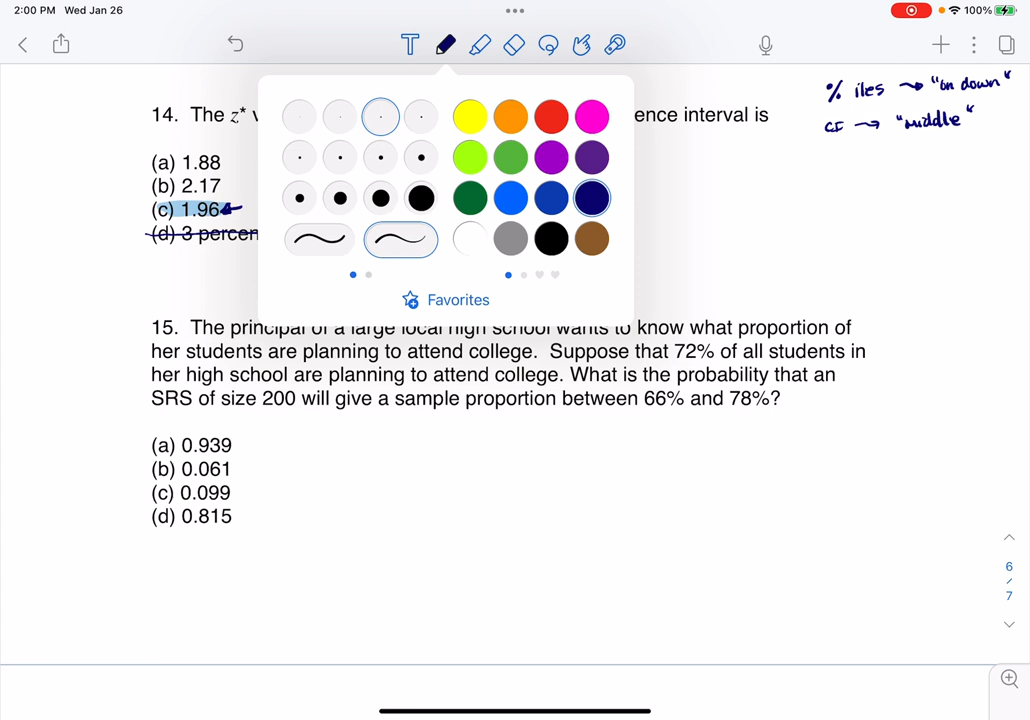 2:00 PM Wed Jan 26
100%
% iles → "on down"
CI → "middle"
14. The z* v
ence interval is
(a) 1.88
(b) 2.17
(c) 1.96
(d) 3 percen
Favorites
15. The principal of a large local high school wants to know what proportion of
her students are planning to attend college. Suppose that 72% of all students in
her high school are planning to attend college. What is the probability that an
SRS of size 200 will give a sample proportion between 66% and 78%?
(a) 0.939
(b) 0.061
(c) 0.099
(d) 0.815
6
/
7